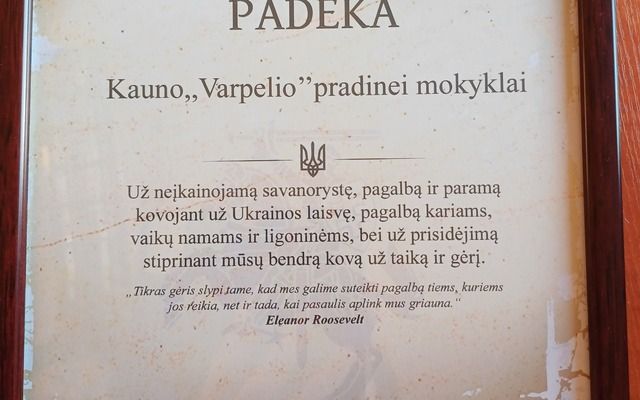 PADĖKA
Kauno,,Varpelio’’pradinei mokyklai
Už neįkainojamą savanorystę, pagalbą ir paramą
kovojant už Ukrainos laisvę, pagalbą kariams,
vaikų namams ir ligoninėms, bei už prisidėjimą
stiprinant mūsų bendrą kovą už taiką ir gėrį.
„Tikras gėris slypi tame, kad mes galime suteikti pagalbą tiems, kuriems
jos reikia, net ir tada, kai pasaulis aplink mus griauna.“
Eleanor Roosevelt